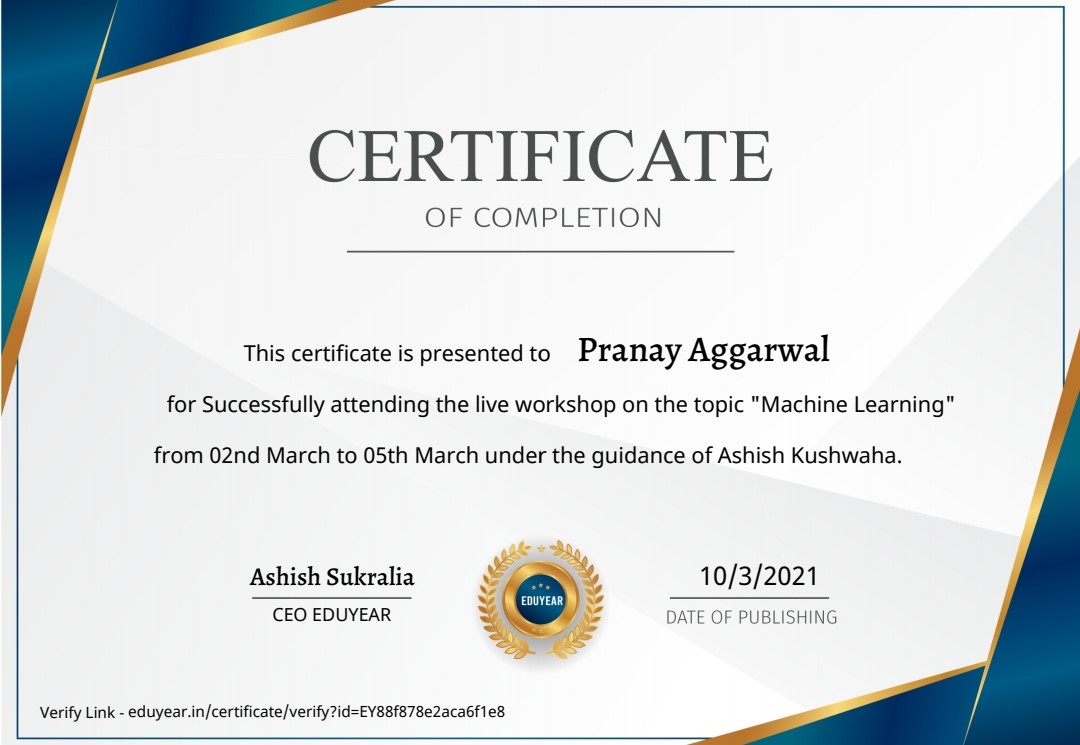 CERTIFICATE
OF COMPLETION
This certificate is presented to Pranay Aggarwal
for Successfully attending the live workshop on the topic "Machine Learning"
from 02nd March to 05th March under the guidance of Ashish Kushwaha.
Ashish Sukralia
CEO EDUYEAR
EDUYEAR
10/3/2021
DATE OF PUBLISHING
Verify Link - eduyear.in/certificate/verify?id=EY88f878e2aca6f1e8